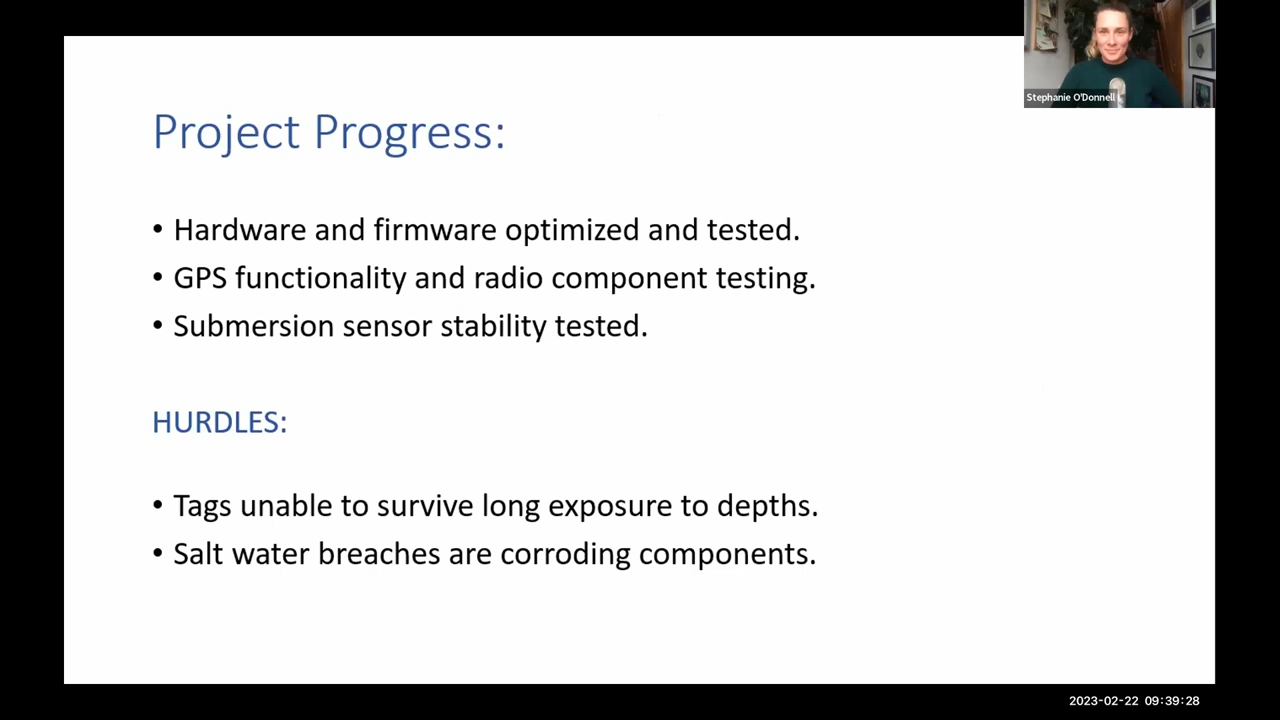 Stephanie O'Donnell
Project Progress:
• Hardware and firmware optimized and tested.
• GPS functionality and radio component testing.
• Submersion sensor stability tested.
HURDLES:
• Tags unable to survive long exposure to depths.
• Salt water breaches are corroding components.
2023-02-22 09:39:28